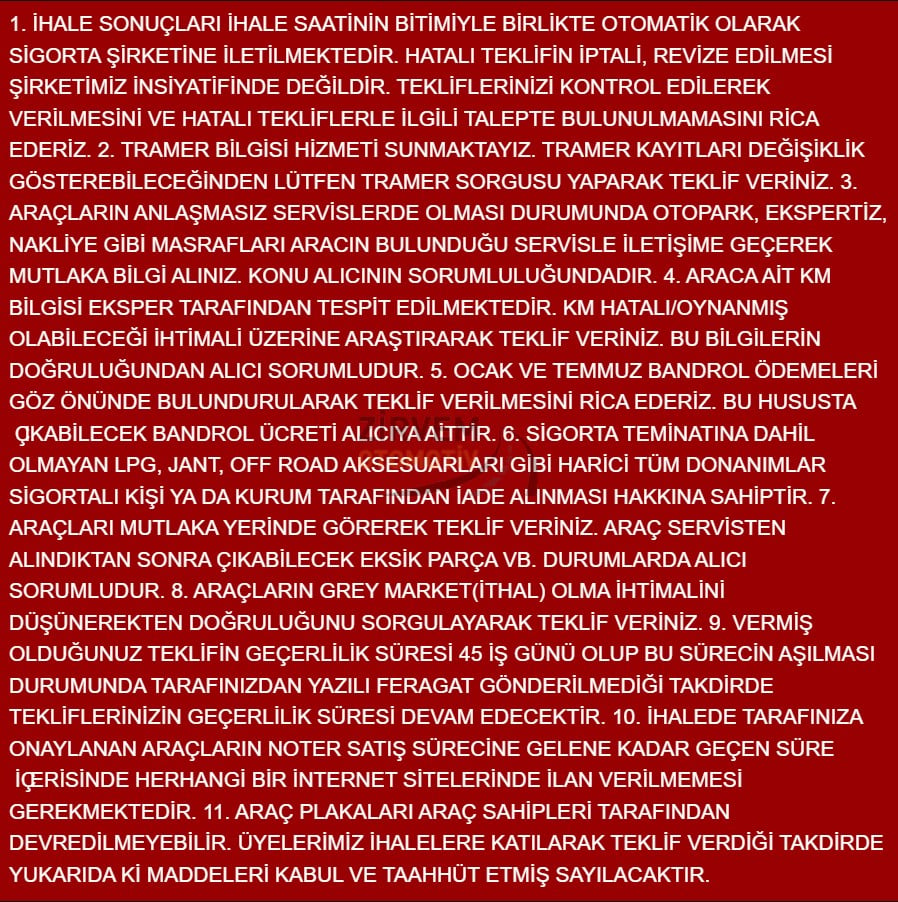 1. İHALE SONUÇLARI İHALE SAATİNİN BİTİMİYLE BİRLİKTE OTOMATİK OLARAK
SİGORTA ŞİRKETİNE İLETİLMEKTEDİR. HATALI TEKLİFİN İPTALİ, REVİZE EDİLMESİ
ŞİRKETİMİZ İNSİYATİFİNDE DEĞİLDİR. TEKLİFLERİNİZİ KONTROL EDİLEREK
VERİLMESİNİ VE HATALI TEKLİFLERLE İLGİLİ TALEPTE BULUNULMAMASINI RİCA
EDERİZ. 2. TRAMER BİLGİSİ HİZMETİ SUNMAKTAYIZ. TRAMER KAYITLARI DEĞİŞİKLİK
GÖSTEREBİLECEĞİNDEN LÜTFEN TRAMER SORGUSU YAPARAK TEKLİF VERİNİZ. 3.
ARAÇLARIN ANLAŞMASIZ SERVİSLERDE OLMASI DURUMUNDA OTOPARK, EKSPERTİZ,
NAKLİYE GİBİ MASRAFLARI ARACIN BULUNDUĞU SERVİSLE İLETİŞİME GEÇEREK
MUTLAKA BİLGİ ALINIZ. KONU ALICININ SORUMLULUĞUNDADIR. 4. ARACA AİT KM
BİLGİSİ EKSPER TARAFINDAN TESPİT EDİLMEKTEDİR. KM HATALI/OYNANMIŞ
OLABİLECEĞİ İHTİMALİ ÜZERİNE ARAŞTIRARAK TEKLİF VERİNİZ. BU BİLGİLERİN
DOĞRULUĞUNDAN ALICI SORUMLUDUR. 5. OCAK VE TEMMUZ BANDROL ÖDEMELERİ
GÖZ ÖNÜNDE BULUNDURULARAK TEKLİF VERİLMESİNİ RİCA EDERİZ. BU HUSUSTA
ÇIKABİLECEK BANDROL ÜCRETİ ALICIYA AİTTİR. 6. SİGORTA TEMİNATINA DAHİL
ZİRVEM
OLMAYAN LPG, JANT, OFF ROAD AKSESUARLARI GİBİ HARİCİ TÜM DONANIMLAR
OTOMOTİV
SİGORTALI KİŞİ YA DA KURUM TARAFINDAN İADE ALINMASI HAKKINA SAHİPTİR. 7.
ARAÇLARI MUTLAKA YERİNDE GÖREREK TEKLİF VERİNİZ. ARAÇ SERVİSTEN
ALINDIKTAN SONRA ÇIKABİLECEK EKSİK PARÇA VB. DURUMLARDA ALICI
SORUMLUDUR. 8. ARAÇLARIN GREY MARKET(İTHAL) OLMA İHTİMALİNİ
DÜŞÜNEREKTEN DOĞRULUĞUNU SORGULAYARAK TEKLİF VERİNİZ. 9. VERMİŞ
OLDUĞUNUZ TEKLİFİN GEÇERLİLİK SÜRESİ 45 İŞ GÜNÜ OLUP BU SÜRECİN AŞILMASI
DURUMUNDA TARAFINIZDAN YAZILI FERAGAT GÖNDERİLMEDİĞİ TAKDİRDE
TEKLİFLERİNİZİN GEÇERLİLİK SÜRESİ DEVAM EDECEKTİR. 10. İHALEDE TARAFINIZA
ONAYLANAN ARAÇLARIN NOTER SATIŞ SÜRECİNE GELENE KADAR GEÇEN SÜRE
İÇERİSİNDE HERHANGİ BİR İNTERNET SİTELERİNDE İLAN VERİLMEMESİ
GEREKMEKTEDİR. 11. ARAÇ PLAKALARI ARAÇ SAHİPLERİ TARAFINDAN
DEVREDİLMEYEBİLİR. ÜYELERİMİZ İHALELERE KATILARAK TEKLİF VERDİĞİ TAKDİRDE
YUKARIDA Kİ MADDELERİ KABUL VE TAAHHÜT ETMİŞ SAYILACAKTIR.